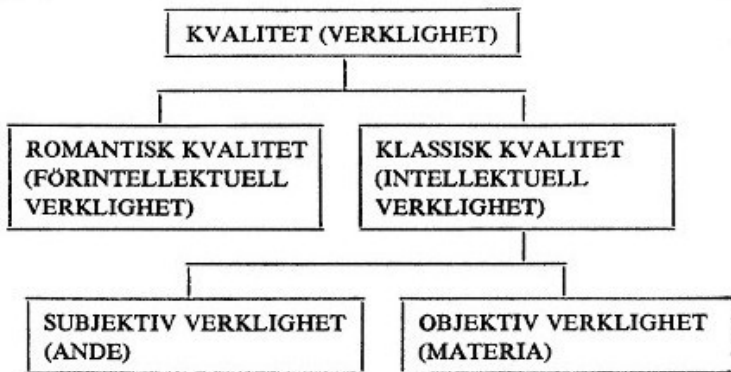 KVALITET (VERKLIGHET)
ROMANTISK KVALITET
(FÖRINTELLEKTUELL
VERKLIGHET)
KLASSISK KVALITET
(INTELLEKTUELL
VERKLIGHET)
SUBJEKTIV VERKLIGHET
(ANDE)
OBJEKTIV VERKLIGHET
(MATERIA)